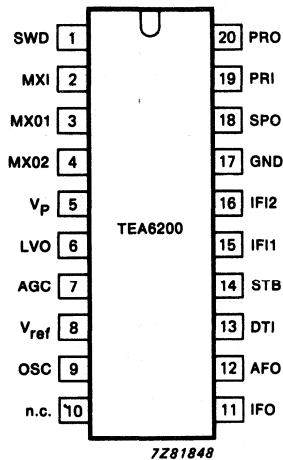 SWD 1 20 PRO
MXI 2 19 PRI
MX01 3 18 SPO
MX02 4 17 GND
Vp 5 16 IFI2
TEA6200
LVO 6 15 IFI1
AGC 7 14 STB
Vref 8 13 DTI
OSC 9 12 AFO
n.c. 10 11 IFO
7Z81848